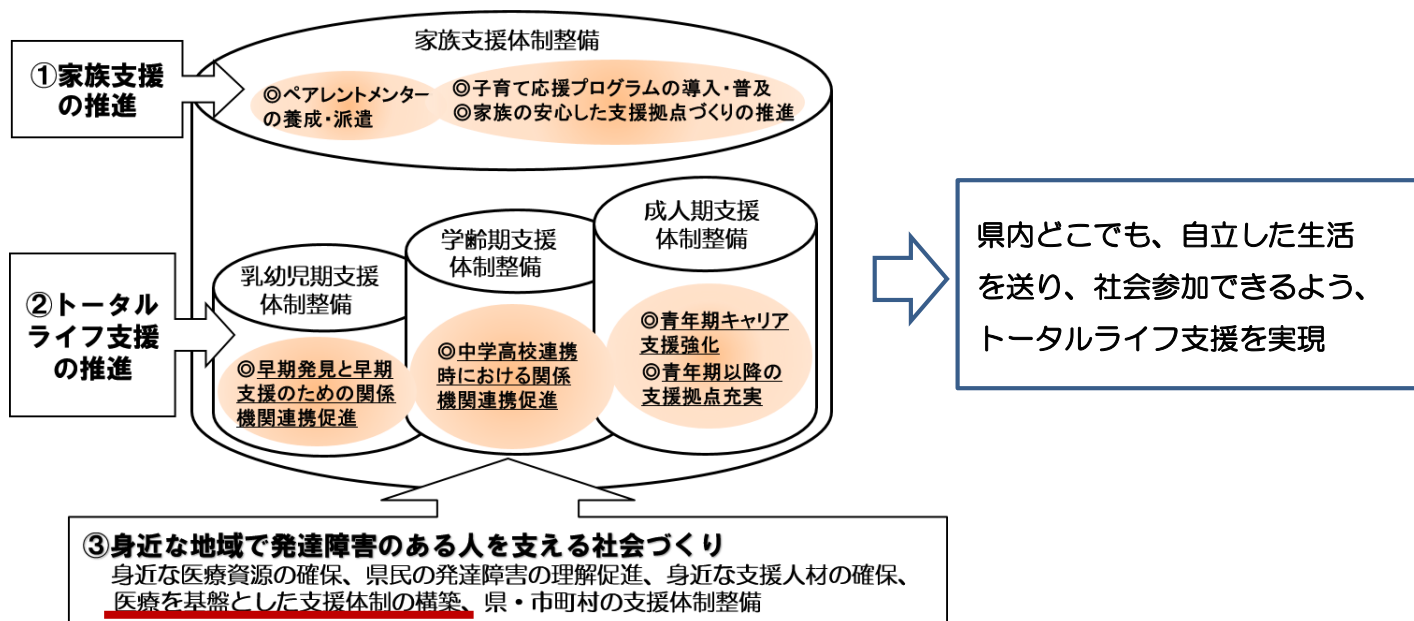 家族支援体制整備
①家族支援
の推進
◎ペアレントメンター
の養成・派遣
◎子育て応援プログラムの導入・普及
◎家族の安心した支援拠点づくりの推進
②トータル
ライフ支援
の推進
乳幼児期支援
体制整備
◎早期発見と早期
支援のための関係
機関連携促進
学齢期支援
体制整備
◎中学高校連携
時における関係
機関連携促進
成人期支援
体制整備
◎青年期キャリア
支援強化
◎青年期以降の
支援拠点充実
県内どこでも、自立した生活
を送り、社会参加できるよう、
トータルライフ支援を実現
③身近な地域で発達障害のある人を支える社会づくり
身近な医療資源の確保、県民の発達障害の理解促進、身近な支援人材の確保、
医療を基盤とした支援体制の構築、県・市町村の支援体制整備